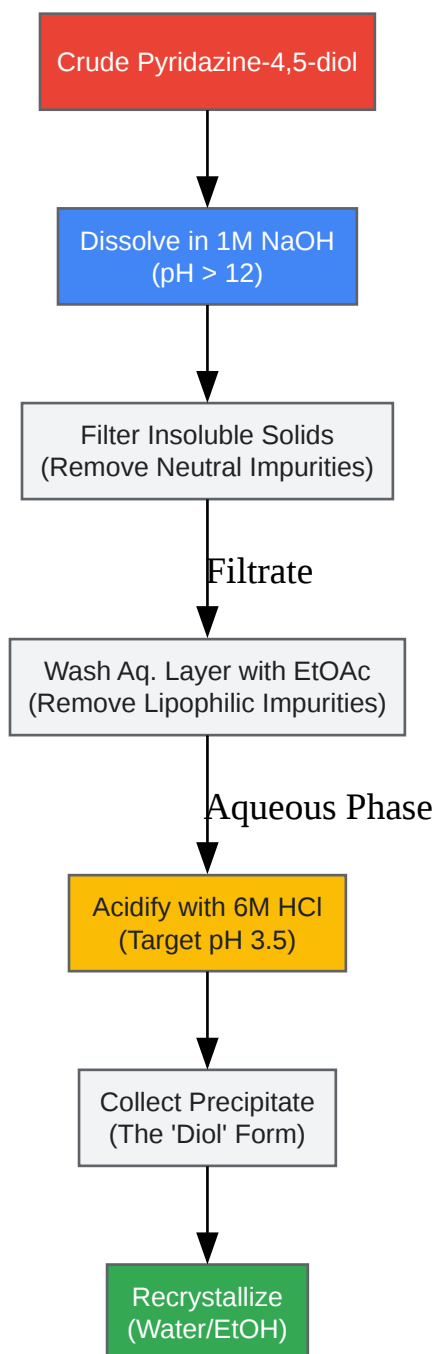 Crude Pyridazine-4,5-diol
Dissolve in 1M NaOH
(pH > 12)
Filter Insoluble Solids
(Remove Neutral Impurities)
Filtrate
Wash Aq. Layer with EtOAc
(Remove Lipophilic Impurities)
Aqueous Phase
Acidify with 6M HCl
(Target pH 3.5)
Collect Precipitate
(The 'Diol' Form)
Recrystallize
(Water/EtOH)